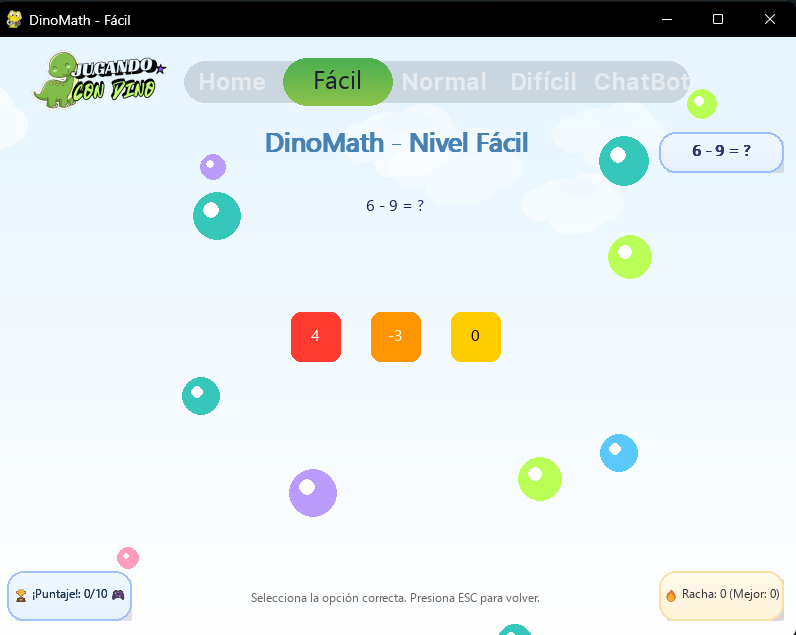 DinoMath - Fácil
JUGANDO
CON DINO
Home Fácil Normal Difícil ChatBot
DinoMath - Nivel Fácil
6 - 9 = ?
6 - 9 = ?
4 -3 0
¡Puntaje!: 0/10
Selecciona la opción correcta. Presiona ESC para volver.
Racha: 0 (Mejor: 0)